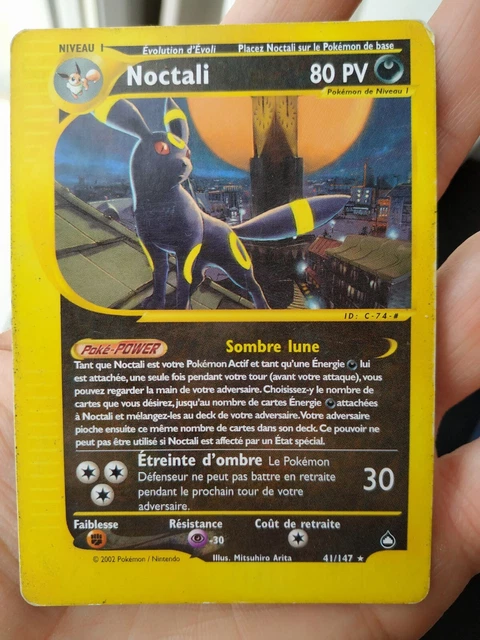 NIVEAU 1 Évolution d'Évoli Placez Noctali sur le Pokémon de base
Noctali 80 PV
Pokémon de Niveau 1
ID: C-74-#
Poké-POWER Sombre lune
Tant que Noctali est votre Pokémon Actif et tant qu'une Énergie lui
est attachée, une seule fois pendant votre tour (avant votre attaque), vous
pouvez regarder la main de votre adversaire. Choisissez-y le nombre de
cartes que vous désirez, jusqu'au nombre de cartes Énergie attachées
à Noctali et mélangez-les au deck de votre adversaire. Votre adversaire
pioche ensuite ce même nombre de cartes dans son deck. Ce pouvoir ne
peut pas être utilisé si Noctali est affecté par un État spécial.
Étreinte d'ombre Le Pokémon
Défenseur ne peut pas battre en retraite
pendant le prochain tour de votre
adversaire.
30
Faiblesse Résistance Coût de retraite
-30
© 2002 Pokémon / Nintendo Illus. Mitsuhiro Arita 41/147 ★